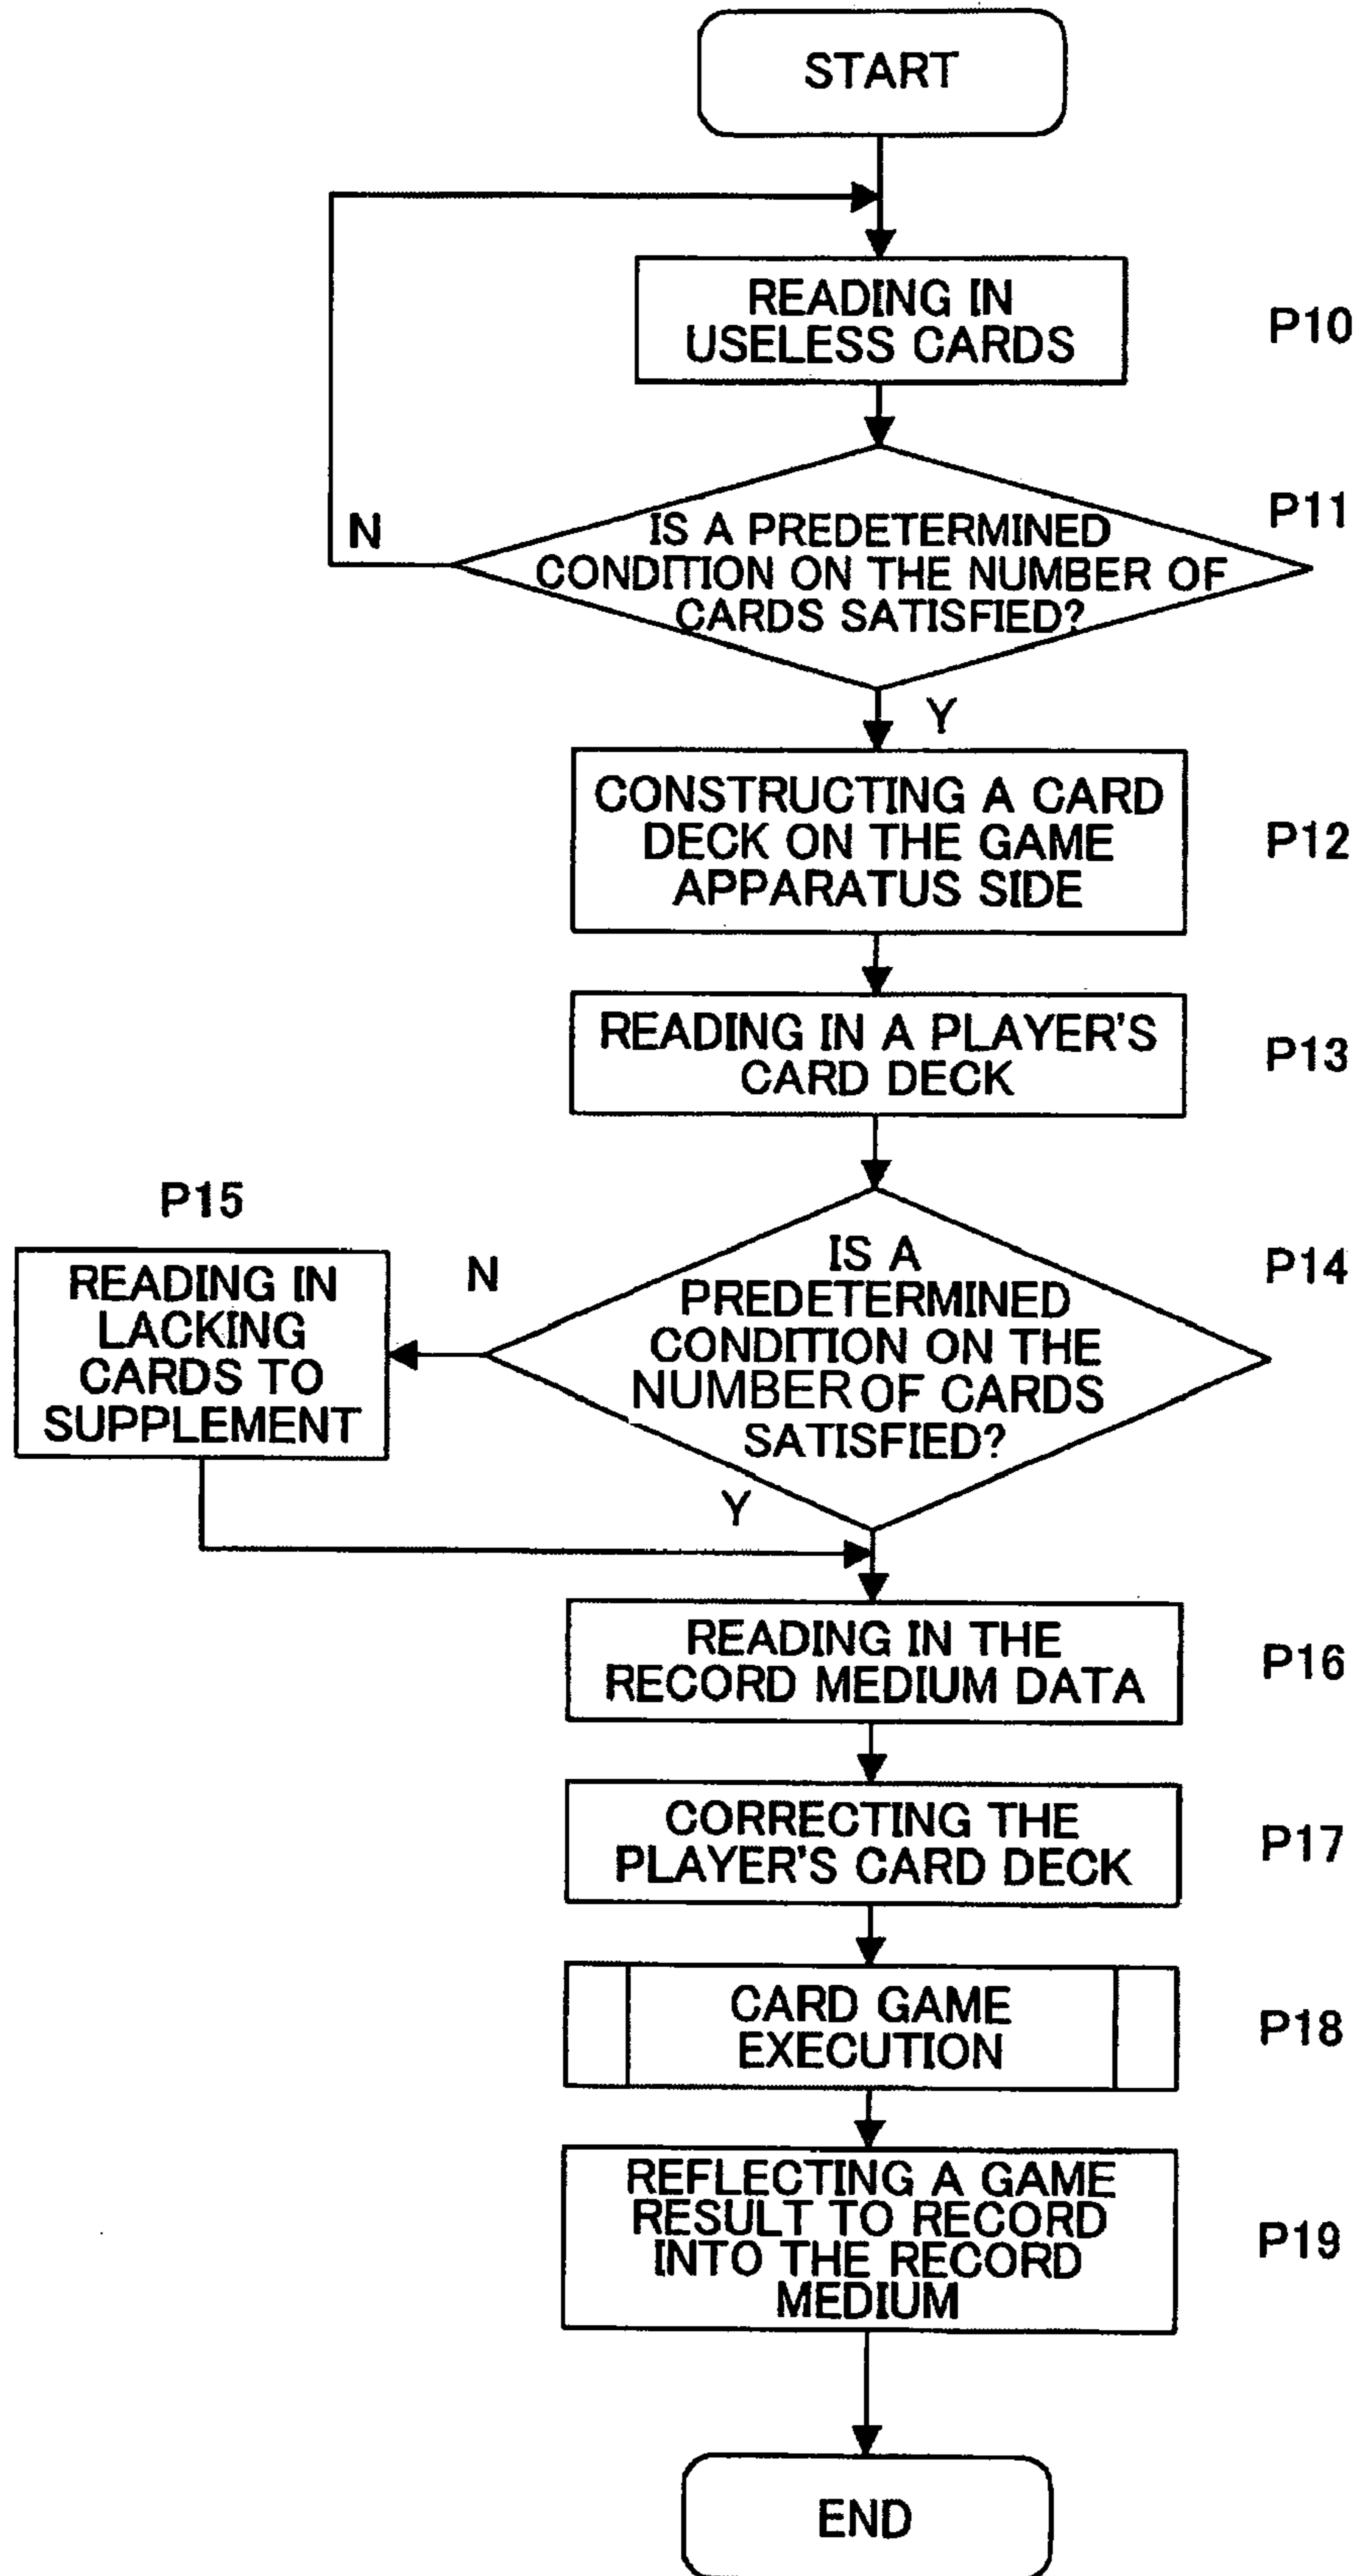 START
READING IN
USELESS CARDS
P10
P11
IS A PREDETERMINED
CONDITION ON THE NUMBER OF
CARDS SATISFIED?
N
Y
CONSTRUCTING A CARD
DECK ON THE GAME
APPARATUS SIDE
P12
READING IN A PLAYER'S
CARD DECK
P13
P14
IS A
PREDETERMINED
CONDITION ON THE
NUMBER OF CARDS
SATISFIED?
N
Y
P15
READING IN
LACKING
CARDS TO
SUPPLEMENT
READING IN THE
RECORD MEDIUM DATA
P16
CORRECTING THE
PLAYER'S CARD DECK
P17
CARD GAME
EXECUTION
P18
REFLECTING A GAME
RESULT TO RECORD
INTO THE RECORD
MEDIUM
P19
END